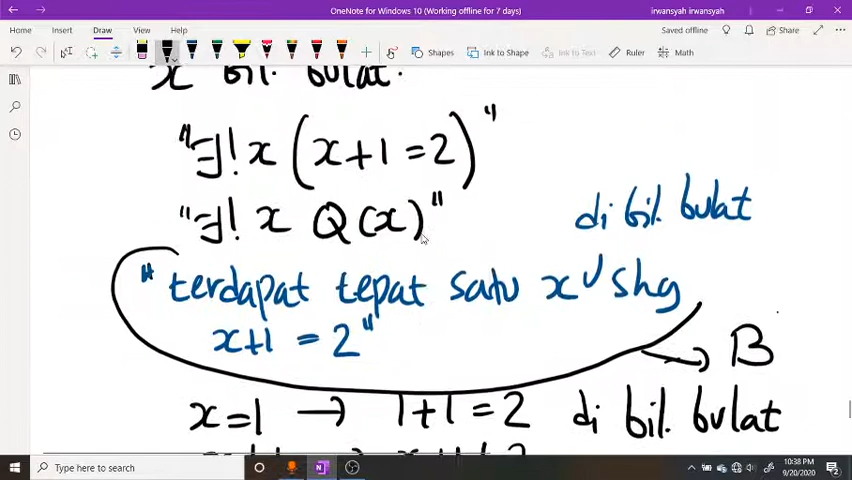 OneNote for Windows 10 (Working offline for 7 days)
irwansyah irwansyah
Home Insert Draw View Help
Saved offline
Shapes Ink to Shape Ink to Text Ruler Math
x bil. bulat.
"∃!x (x+1=2)"
"∃!x Q(x)"
di bil. bulat
"terdapat tepat satu x shg
x+1 = 2"
B
x=1 → 1+1=2 di bil. bulat
Type here to search
10:38 PM
9/20/2020